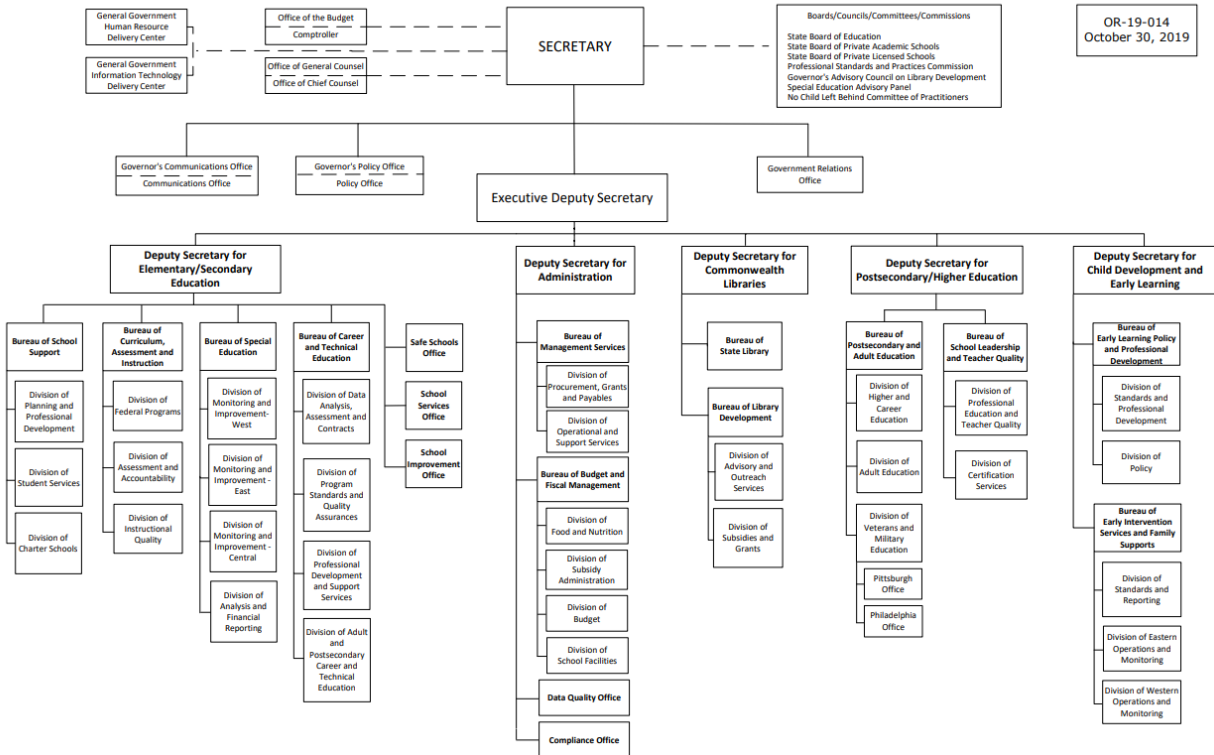 General Government
Human Resource
Delivery Center
General Government
Information Technology
Delivery Center
Office of the Budget
Comptroller
Office of General Counsel
Office of Chief Counsel
SECRETARY
Boards/Councils/Committees/Commissions
State Board of Education
State Board of Private Academic Schools
State Board of Private Licensed Schools
Professional Standards and Practices Commission
Governor's Advisory Council on Library Development
Special Education Advisory Panel
No Child Left Behind Committee of Practitioners
OR-19-014
October 30, 2019
Governor's Communications Office
Communications Office
Governor's Policy Office
Policy Office
Government Relations
Office
Executive Deputy Secretary
Deputy Secretary for
Elementary/Secondary
Education
Bureau of School
Support
Division of
Planning and
Professional
Development
Division of
Student Services
Division of
Charter Schools
Bureau of
Curriculum,
Assessment and
Instruction
Division of
Federal Programs
Division of
Assessment and
Accountability
Division of
Instructional
Quality
Bureau of Special
Education
Division of
Monitoring and
Improvement-
West
Division of
Monitoring and
Improvement -
East
Division of
Monitoring and
Improvement -
Central
Division of
Analysis and
Financial
Reporting
Bureau of Career
and Technical
Education
Division of Data
Analysis,
Assessment and
Contracts
Division of
Program
Standards and
Quality
Assurances
Division of
Professional
Development
and Support
Services
Division of Adult
and
Postsecondary
Career and
Technical
Education
Safe Schools
Office
School
Services
Office
School
Improvement
Office
Deputy Secretary for
Administration
Bureau of
Management Services
Division of
Procurement, Grants
and Payables
Division of
Operational and
Support Services
Bureau of Budget and
Fiscal Management
Division of
Food and Nutrition
Division of
Subsidy
Administration
Division of
Budget
Division of
School Facilities
Data Quality Office
Compliance Office
Deputy Secretary for
Commonwealth
Libraries
Bureau of
State Library
Bureau of Library
Development
Division of
Advisory and
Outreach
Services
Division of
Subsidies and
Grants
Deputy Secretary for
Postsecondary/Higher Education
Bureau of
Postsecondary and
Adult Education
Division of
Higher and
Career
Education
Division of
Adult Education
Division of
Veterans and
Military
Education
Pittsburgh
Office
Philadelphia
Office
Bureau of
School Leadership
and Teacher Quality
Division of
Professional
Education and
Teacher Quality
Division of
Certification
Services
Deputy Secretary for
Child Development and
Early Learning
Bureau of
Early Learning Policy
and Professional
Development
Division of
Standards and
Professional
Development
Division of
Policy
Bureau of
Early Intervention
Services and Family
Supports
Division of
Standards and
Reporting
Division of Eastern
Operations and
Monitoring
Division of Western
Operations and
Monitoring